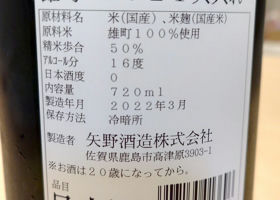 原材料名　米（国産）、米麹（国産米）
原料米　雄町１００％使用
精米歩合　５０％
アルコール分　１６度
日本酒度　０
内容量　７２０ml
製造年月　２０２２年３月
保存方法　冷暗所
製造者　矢野酒造株式会社
佐賀県鹿島市高津原3903-1
※お酒は２０歳になってから。
品目